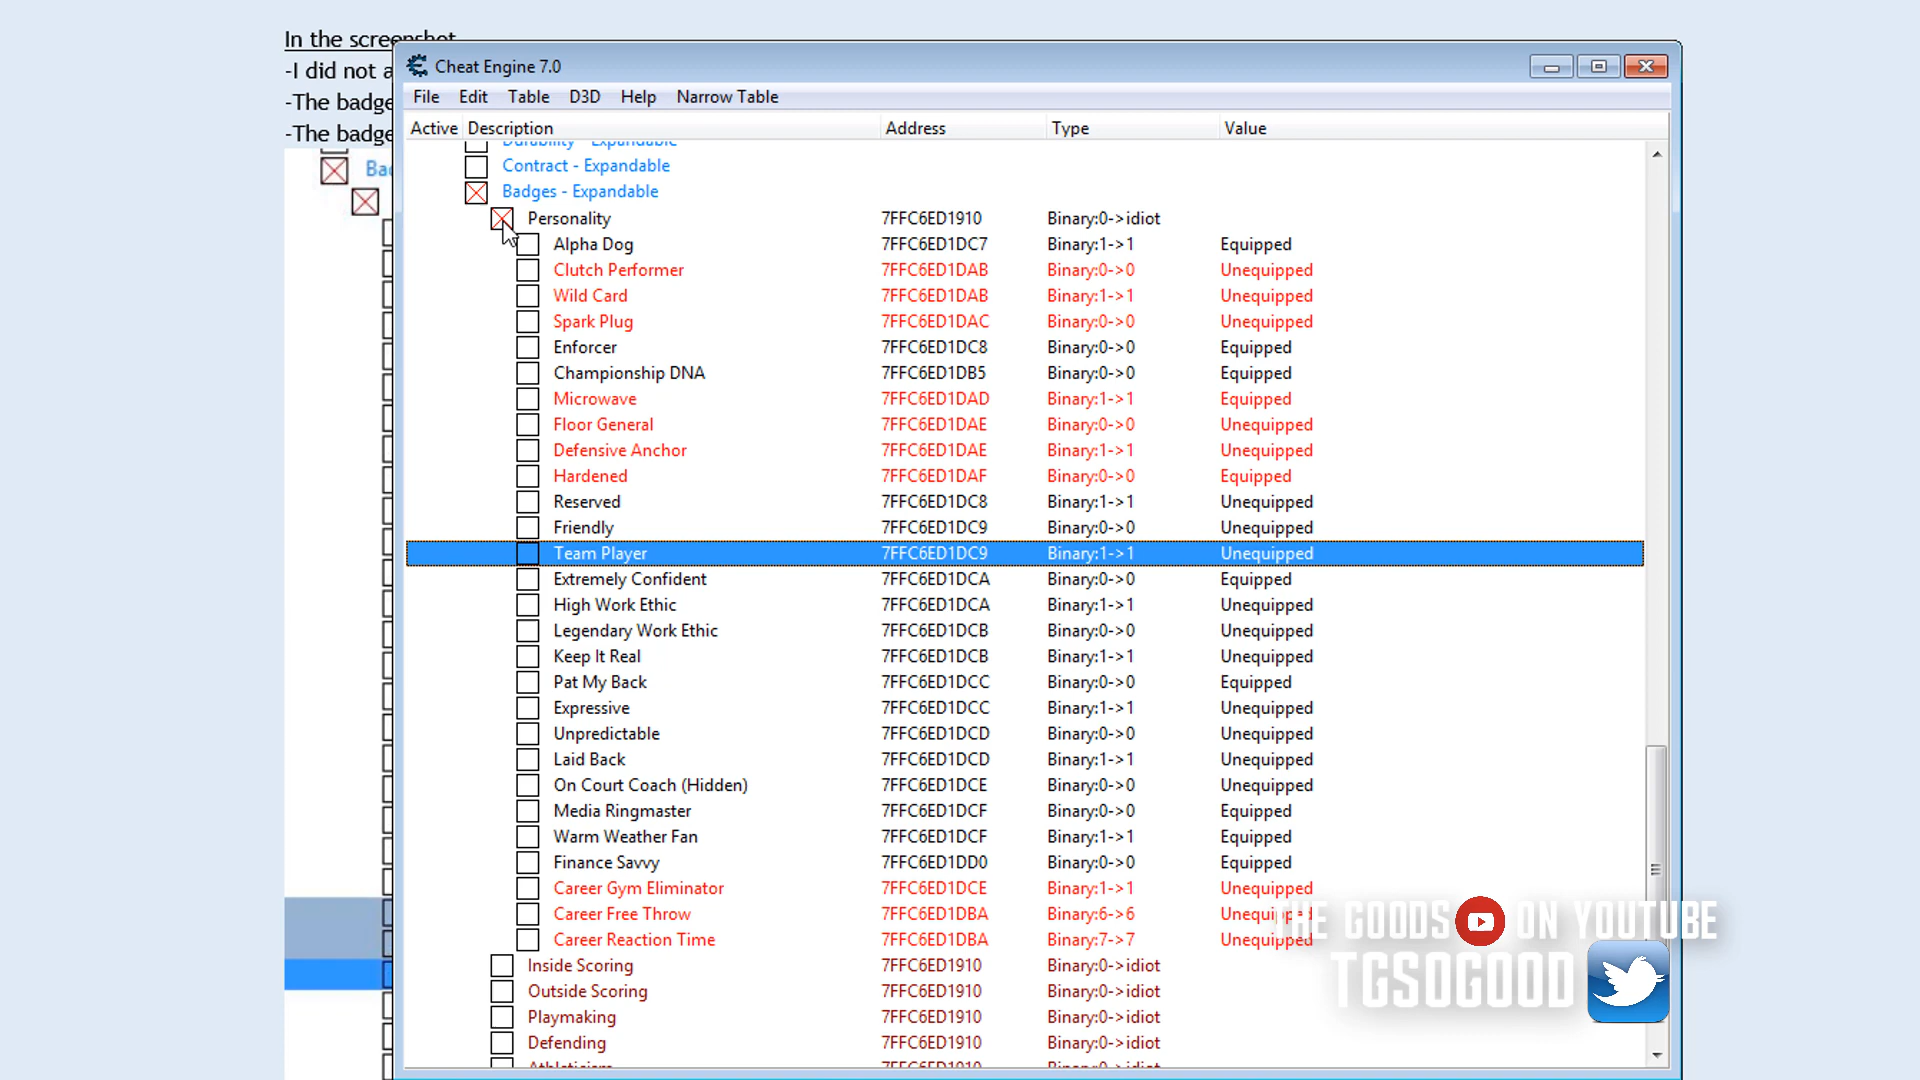 In the screenshot
-I did not a
-The badge
-The badge
Bad
Cheat Engine 7.0
File Edit Table D3D Help Narrow Table
Active Description Address Type Value
Durability - Expandable
Contract - Expandable
Badges - Expandable
Personality 7FFC6ED1910 Binary:0->idiot
Alpha Dog 7FFC6ED1DC7 Binary:1->1 Equipped
Clutch Performer 7FFC6ED1DAB Binary:0->0 Unequipped
Wild Card 7FFC6ED1DAB Binary:1->1 Unequipped
Spark Plug 7FFC6ED1DAC Binary:0->0 Unequipped
Enforcer 7FFC6ED1DC8 Binary:0->0 Equipped
Championship DNA 7FFC6ED1DB5 Binary:0->0 Equipped
Microwave 7FFC6ED1DAD Binary:1->1 Equipped
Floor General 7FFC6ED1DAE Binary:0->0 Unequipped
Defensive Anchor 7FFC6ED1DAE Binary:1->1 Unequipped
Hardened 7FFC6ED1DAF Binary:0->0 Equipped
Reserved 7FFC6ED1DC8 Binary:1->1 Unequipped
Friendly 7FFC6ED1DC9 Binary:0->0 Unequipped
Team Player 7FFC6ED1DC9 Binary:1->1 Unequipped
Extremely Confident 7FFC6ED1DCA Binary:0->0 Equipped
High Work Ethic 7FFC6ED1DCA Binary:1->1 Unequipped
Legendary Work Ethic 7FFC6ED1DCB Binary:0->0 Unequipped
Keep It Real 7FFC6ED1DCB Binary:1->1 Unequipped
Pat My Back 7FFC6ED1DCC Binary:0->0 Equipped
Expressive 7FFC6ED1DCC Binary:1->1 Unequipped
Unpredictable 7FFC6ED1DCD Binary:0->0 Unequipped
Laid Back 7FFC6ED1DCD Binary:1->1 Unequipped
On Court Coach (Hidden) 7FFC6ED1DCE Binary:0->0 Unequipped
Media Ringmaster 7FFC6ED1DCF Binary:0->0 Equipped
Warm Weather Fan 7FFC6ED1DCF Binary:1->1 Equipped
Finance Savvy 7FFC6ED1DD0 Binary:0->0 Equipped
Career Gym Eliminator 7FFC6ED1DCE Binary:1->1 Unequipped
Career Free Throw 7FFC6ED1DBA Binary:6->6 Unequipped
Career Reaction Time 7FFC6ED1DBA Binary:7->7 Unequipped
Inside Scoring 7FFC6ED1910 Binary:0->idiot
Outside Scoring 7FFC6ED1910 Binary:0->idiot
Playmaking 7FFC6ED1910 Binary:0->idiot
Defending 7FFC6ED1910 Binary:0->idiot
Athleticism 7FFC6ED1910 Binary:0->idiot
THE GOODS ON YOUTUBE
TGSOGOOD